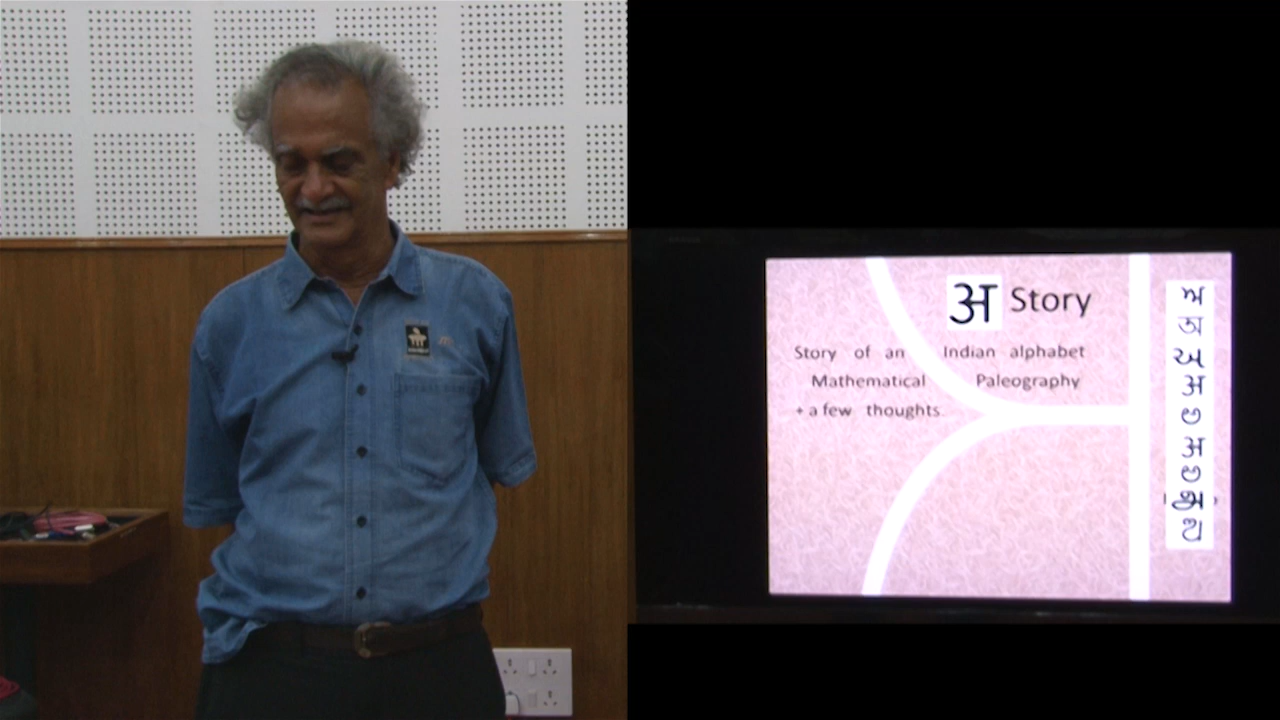 अ Story
Story of an Indian alphabet
Mathematical Paleography
+ a few thoughts
ਅ
অ
અ
अ
ಅ
अ
అ
அ
ଅ